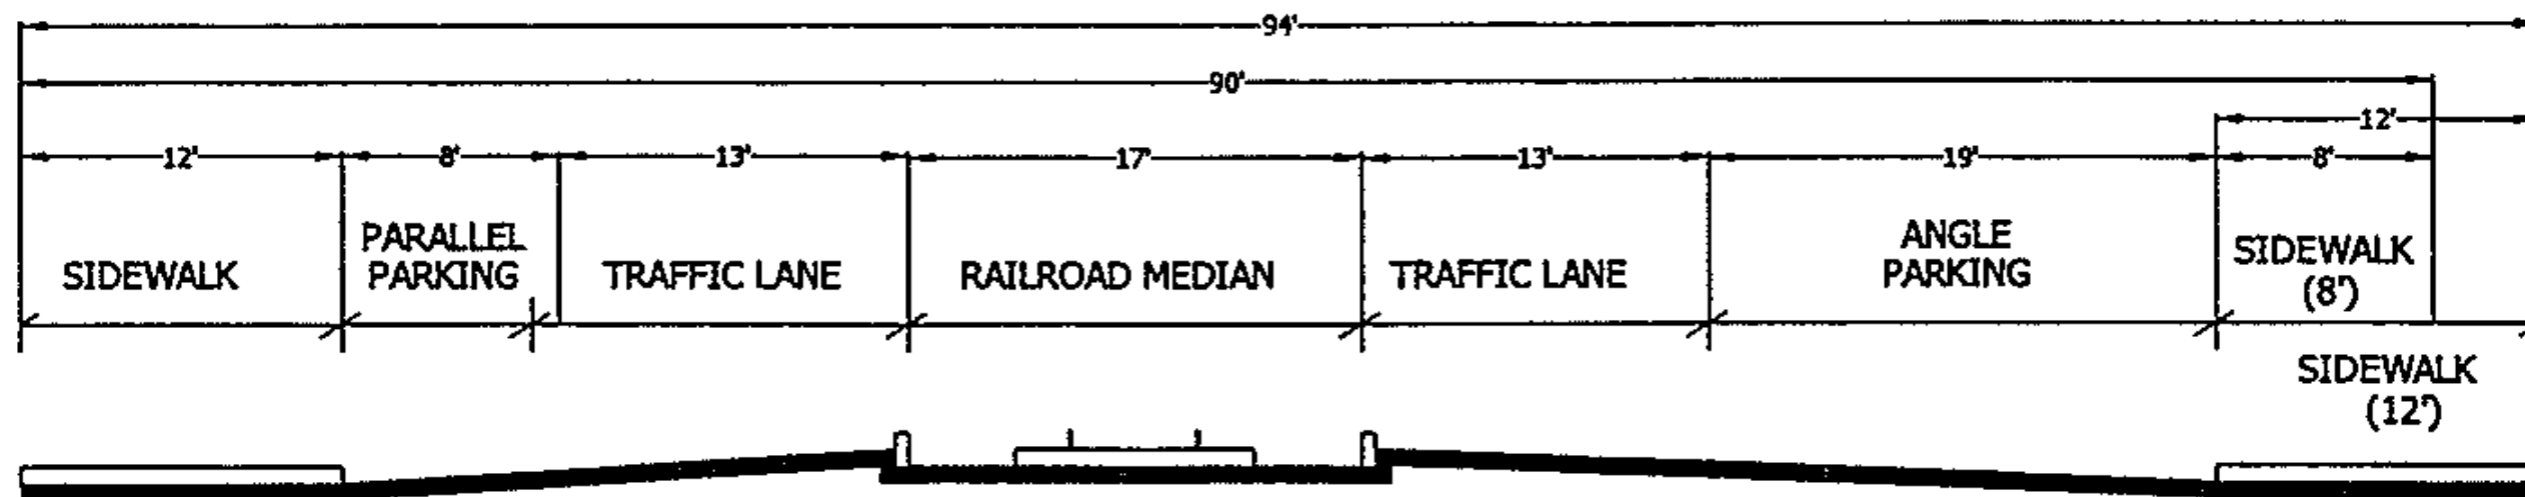 94'
90'
12'
12' 8' 13' 17' 13' 19' 8'
SIDEWALK
PARALLEL
PARKING
TRAFFIC LANE
RAILROAD MEDIAN
TRAFFIC LANE
ANGLE
PARKING
SIDEWALK
(8')
SIDEWALK
(12')